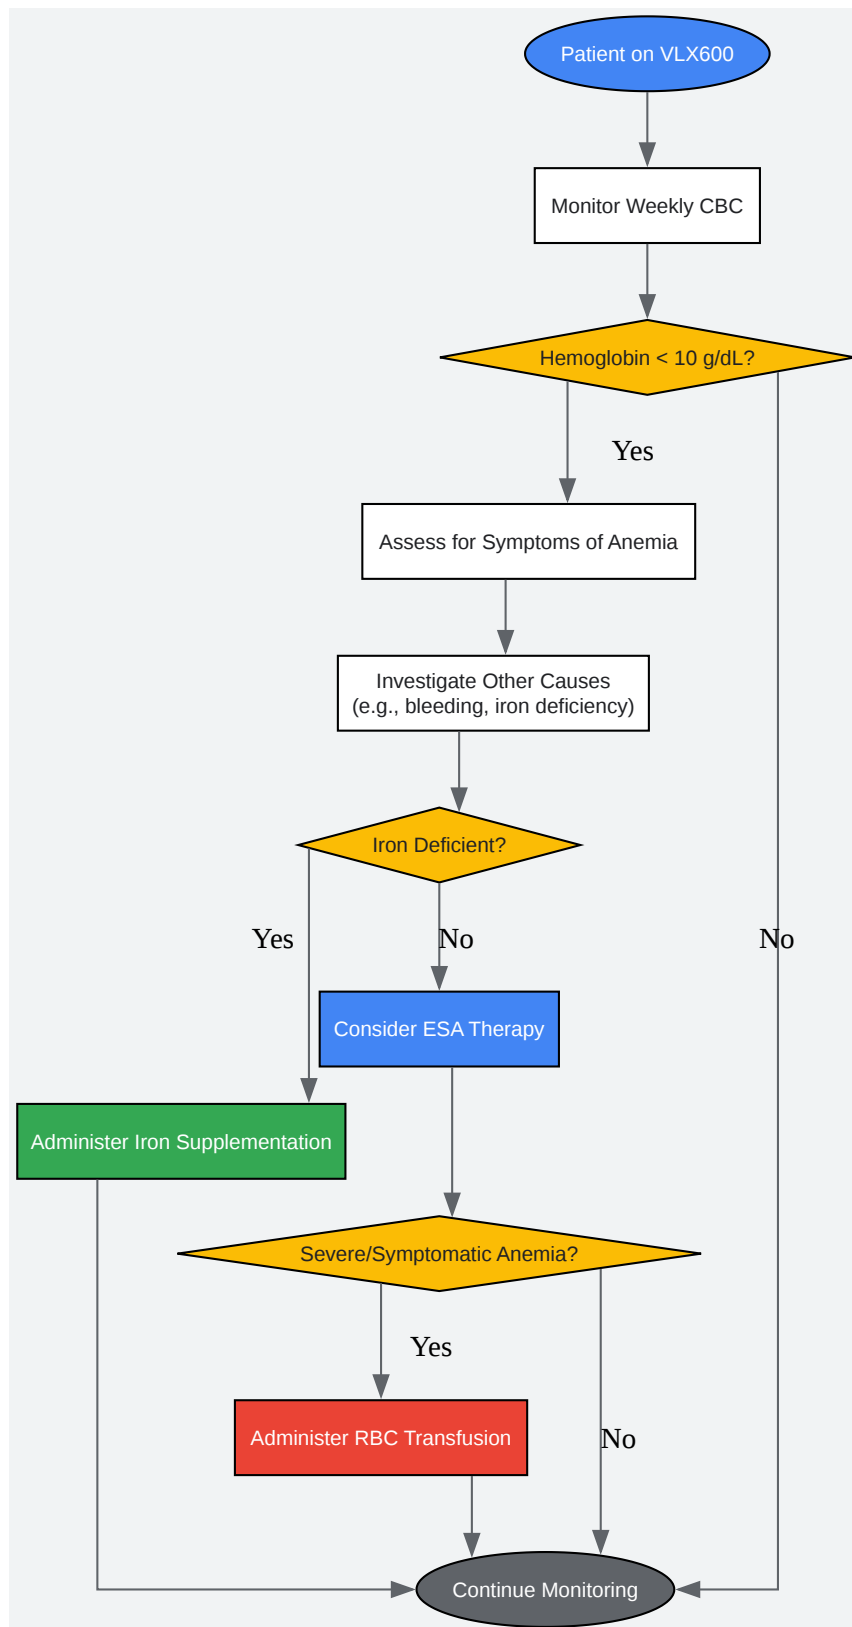 Patient on VLX600
Monitor Weekly CBC
Hemoglobin < 10 g/dL?
Yes
Assess for Symptoms of Anemia
Investigate Other Causes
(e.g., bleeding, iron deficiency)
Iron Deficient?
Yes
No
No
Consider ESA Therapy
Administer Iron Supplementation
Severe/Symptomatic Anemia?
Yes
Administer RBC Transfusion
No
Continue Monitoring